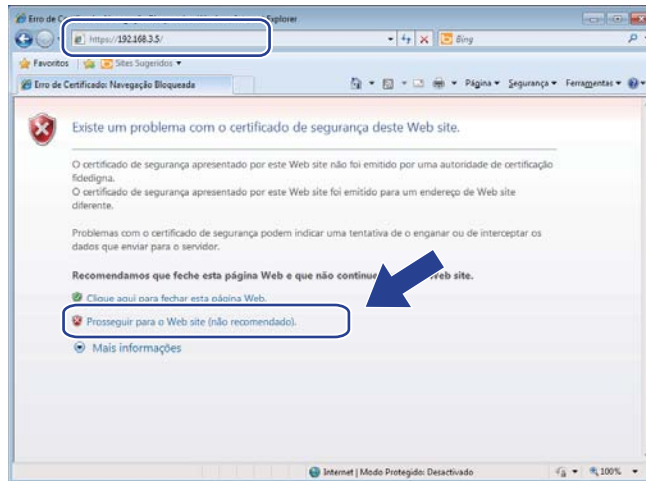 Erro de C
Explorer
https://192.168.3.5/
Bing
Favoritos
Sites Sugeridos
Erro de Certificado: Navegação Bloqueada
Página
Segurança
Ferramentas
Existe um problema com o certificado de segurança deste Web site.
O certificado de segurança apresentado por este Web site não foi emitido por uma autoridade de certificação
fidedigna.
O certificado de segurança apresentado por este Web site foi emitido para um endereço de Web site
diferente.
Problemas com o certificado de segurança podem indicar uma tentativa de o enganar ou de interceptar os
dados que enviar para o servidor.
Recomendamos que feche esta página Web e que não continue Web site.
Clique aqui para fechar esta página Web.
Prosseguir para o Web site (não recomendado).
Mais informações
Internet | Modo Protegido: Desactivado
100%